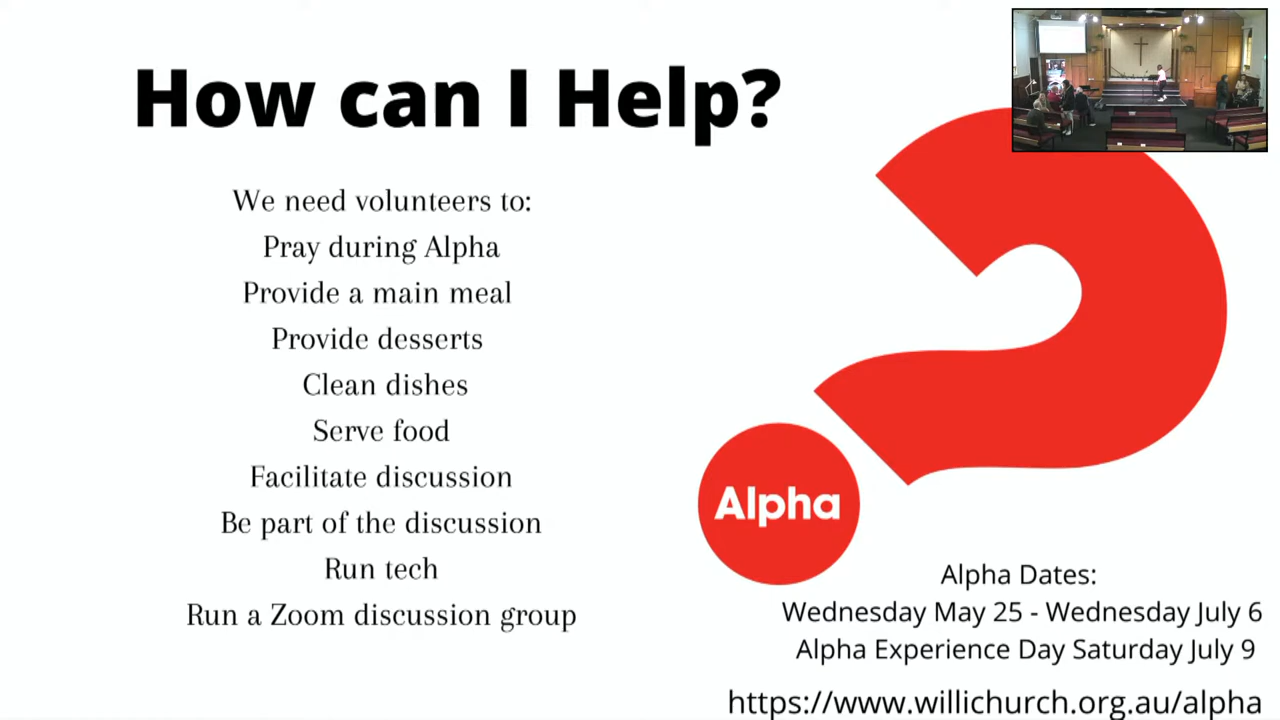 How can I Help?
We need volunteers to:
Pray during Alpha
Provide a main meal
Provide desserts
Clean dishes
Serve food
Facilitate discussion
Be part of the discussion
Run tech
Run a Zoom discussion group
Alpha
Alpha Dates:
Wednesday May 25 - Wednesday July 6
Alpha Experience Day Saturday July 9
https://www.willichurch.org.au/alpha